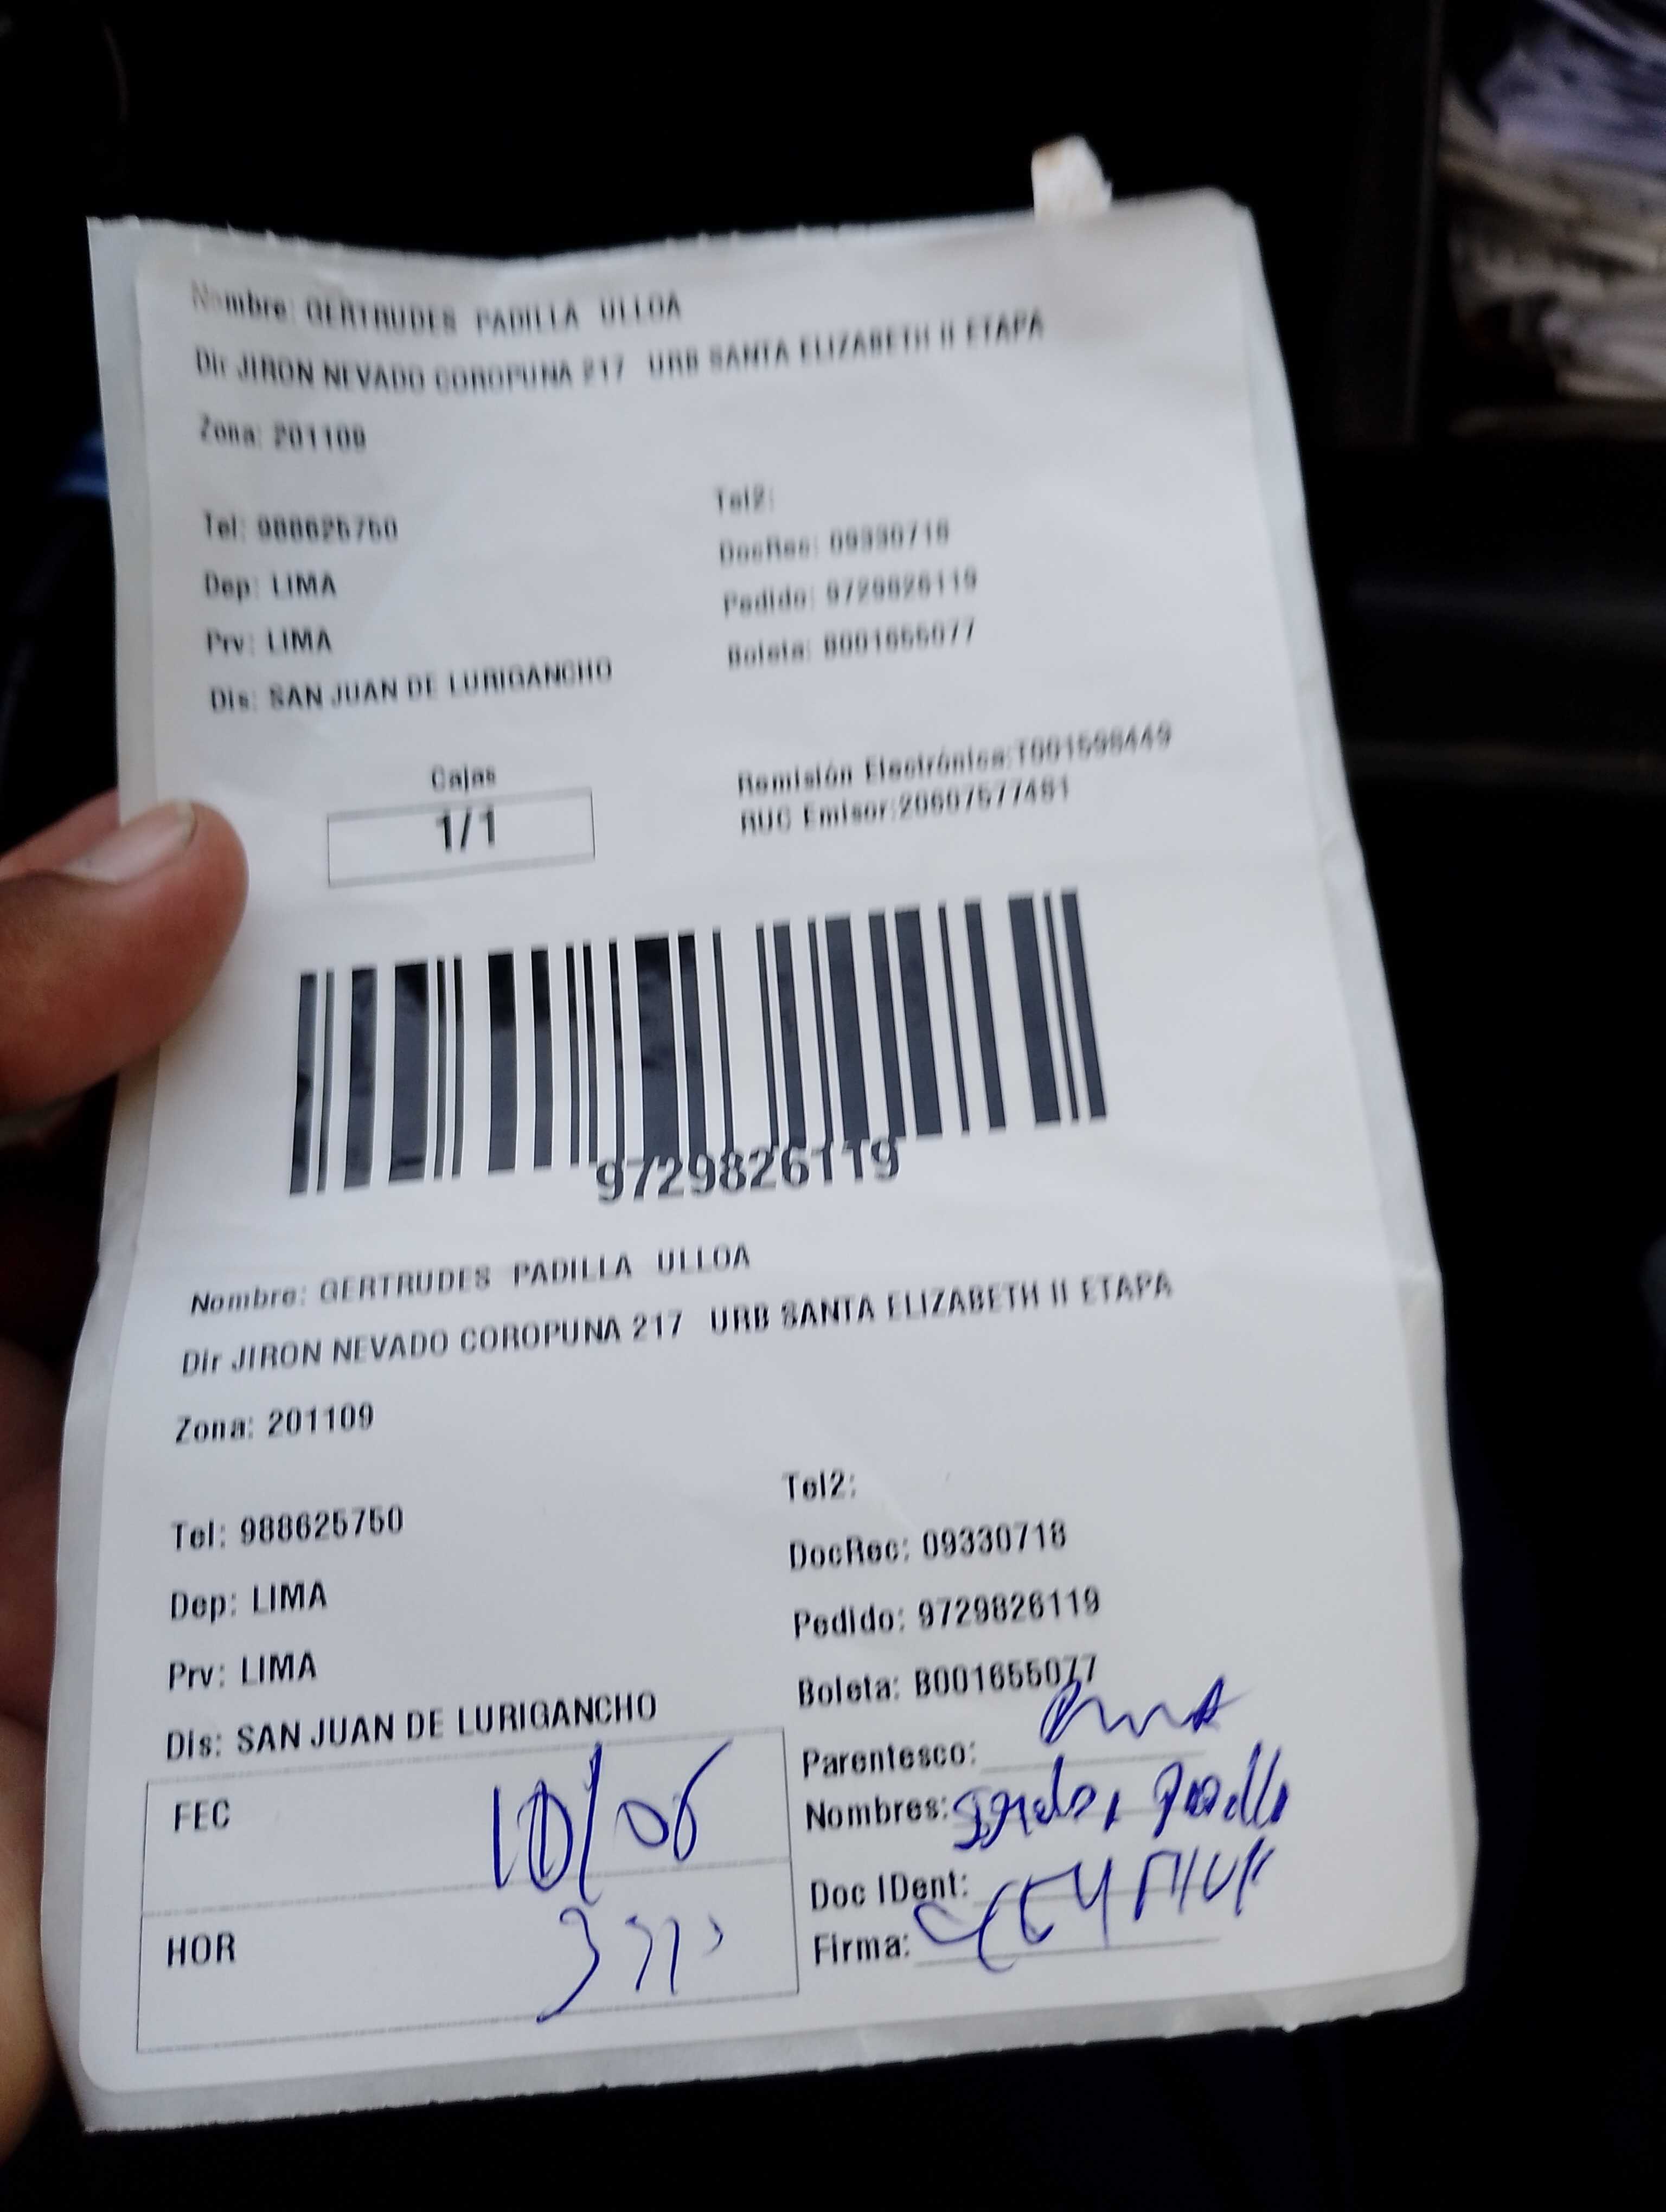 Nombre: GERTRUDES PADILLA ULLOA
Dir JIRON NEVADO COROPUNA 217 URB SANTA ELIZABETH II ETAPA
Zona: 201109
Tel2:
Tel: 988625750
DocRec: 09330718
Dep: LIMA
Pedido: 9729826119
Prv: LIMA
Boleta: B001655077
Dis: SAN JUAN DE LURIGANCHO
Cajas
1/1
Remisión Electrónica:T001598449
RUC Emisor:20607577481
9729826119
Nombre: GERTRUDES PADILLA ULLOA
Dir JIRON NEVADO COROPUNA 217 URB SANTA ELIZABETH II ETAPA
Zona: 201109
Tel2:
Tel: 988625750
DocRec: 09330718
Dep: LIMA
Pedido: 9729826119
Prv: LIMA
Boleta: B001655077
Dis: SAN JUAN DE LURIGANCHO
Parentesco:
FEC 10/06
Nombres:
Doc IDent:
HOR
Firma: